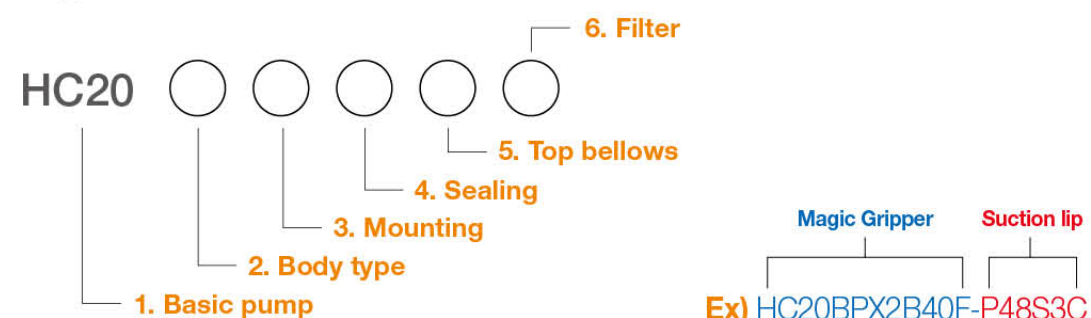 6. Filter
HC20
5. Top bellows
4. Sealing
3. Mounting
2. Body type
1. Basic pump
Magic Gripper Suction lip
Ex) HC20BPX2B40F-P48S3C